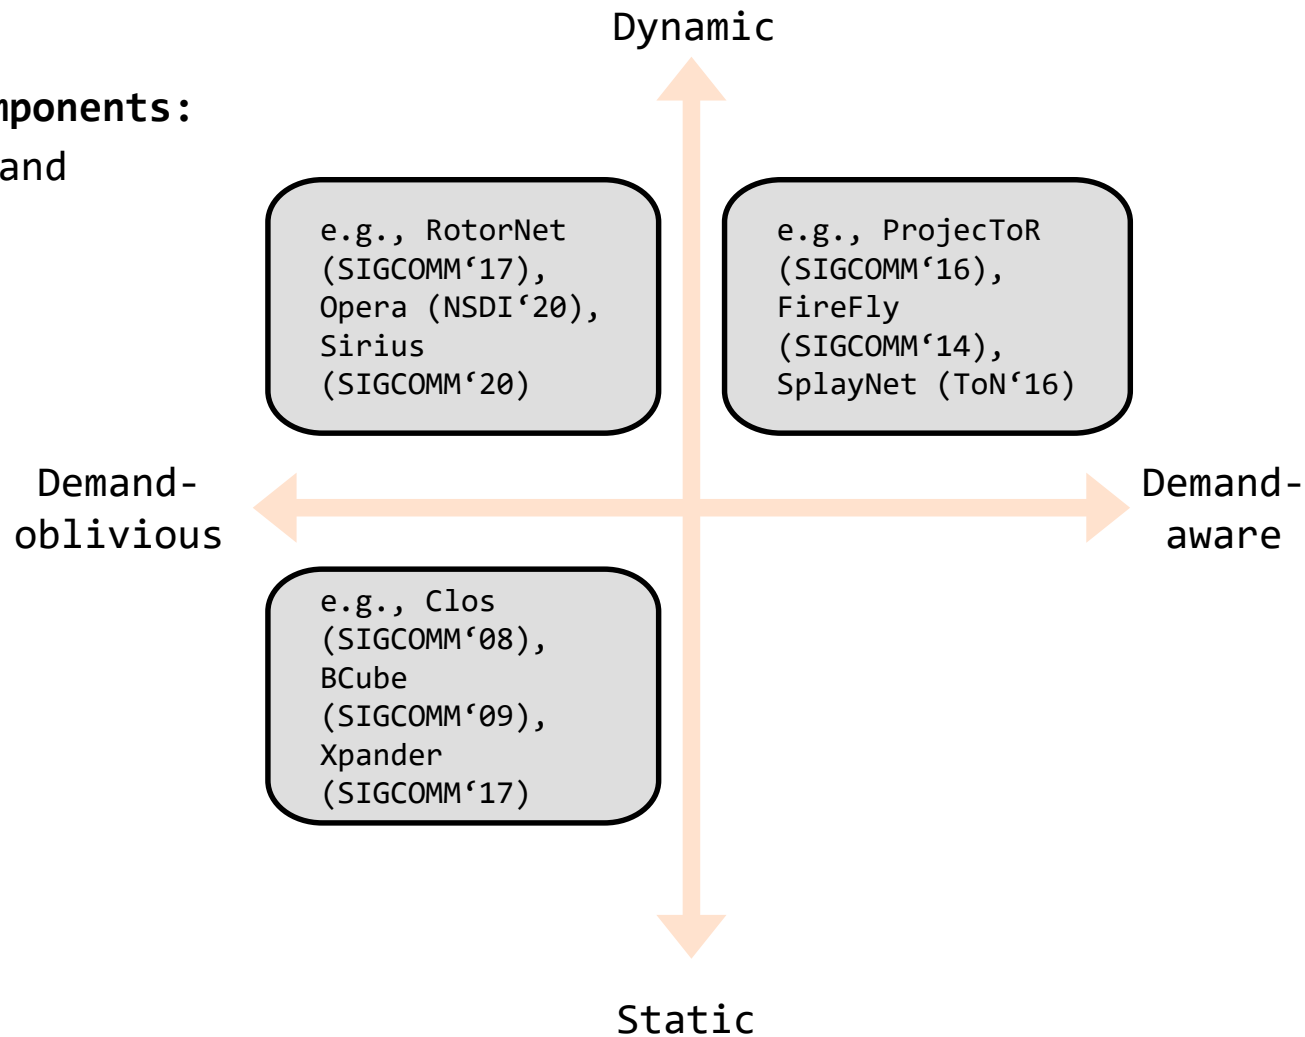 Dynamic
mponents:
and
e.g., RotorNet
(SIGCOMM‘17),
Opera (NSDI‘20),
Sirius
(SIGCOMM‘20)
e.g., ProjecToR
(SIGCOMM‘16),
FireFly
(SIGCOMM‘14),
SplayNet (ToN‘16)
Demand-
oblivious
Demand-
aware
e.g., Clos
(SIGCOMM‘08),
BCube
(SIGCOMM‘09),
Xpander
(SIGCOMM‘17)
Static